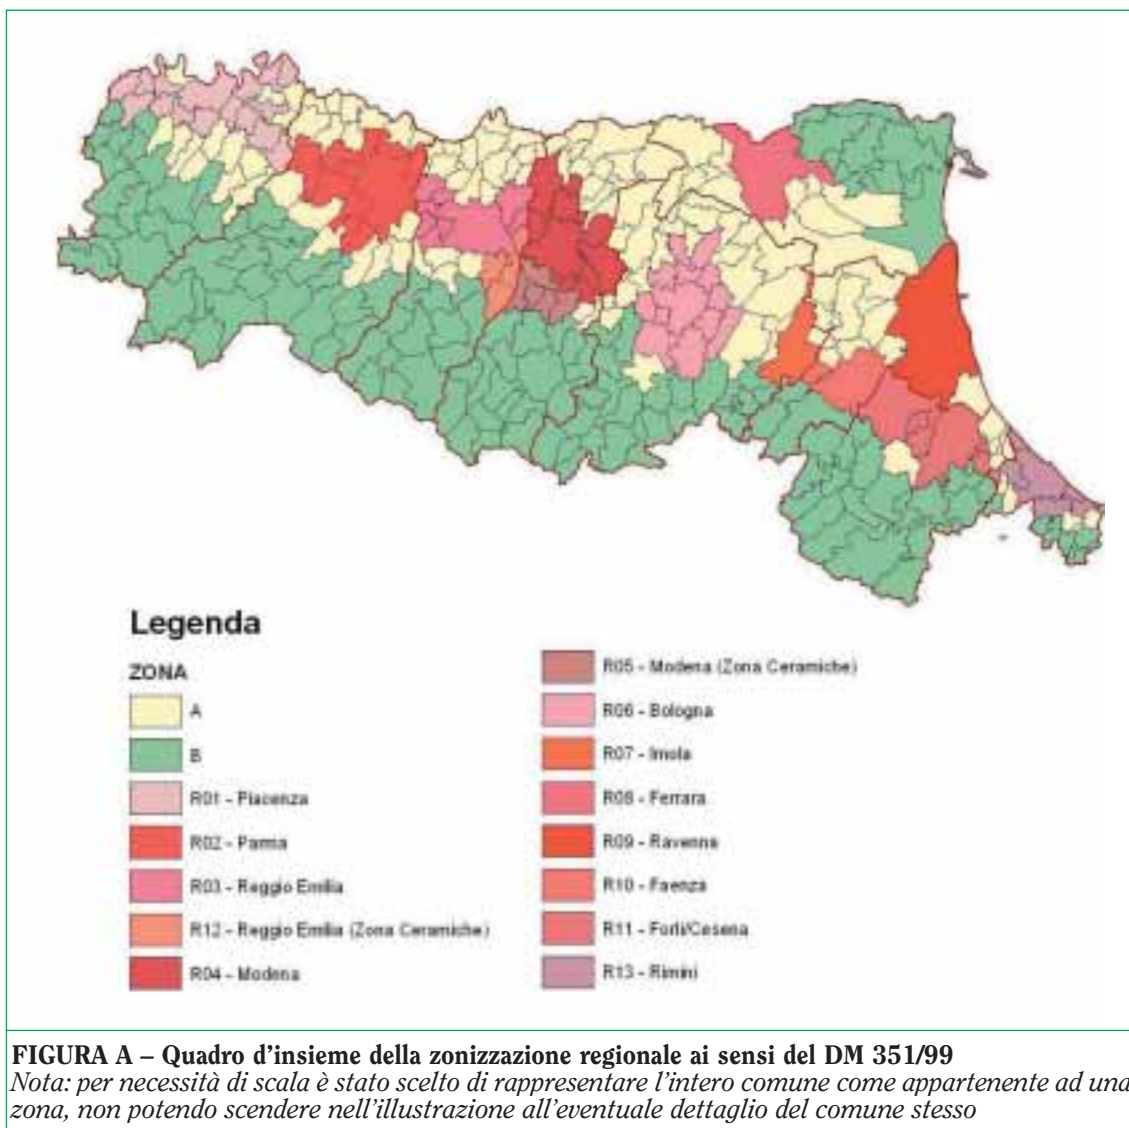 Legenda
ZONA
A
B
R01 - Piacenza
R02 - Parma
R03 - Reggio Emilia
R12 - Reggio Emilia (Zona Ceramiche)
R04 - Modena
R05 - Modena (Zona Ceramiche)
R06 - Bologna
R07 - Imola
R08 - Ferrara
R09 - Ravenna
R10 - Faenza
R11 - Forlì/Cesena
R13 - Rimini
FIGURA A – Quadro d'insieme della zonizzazione regionale ai sensi del DM 351/99
Nota: per necessità di scala è stato scelto di rappresentare l'intero comune come appartenente ad una
zona, non potendo scendere nell'illustrazione all'eventuale dettaglio del comune stesso